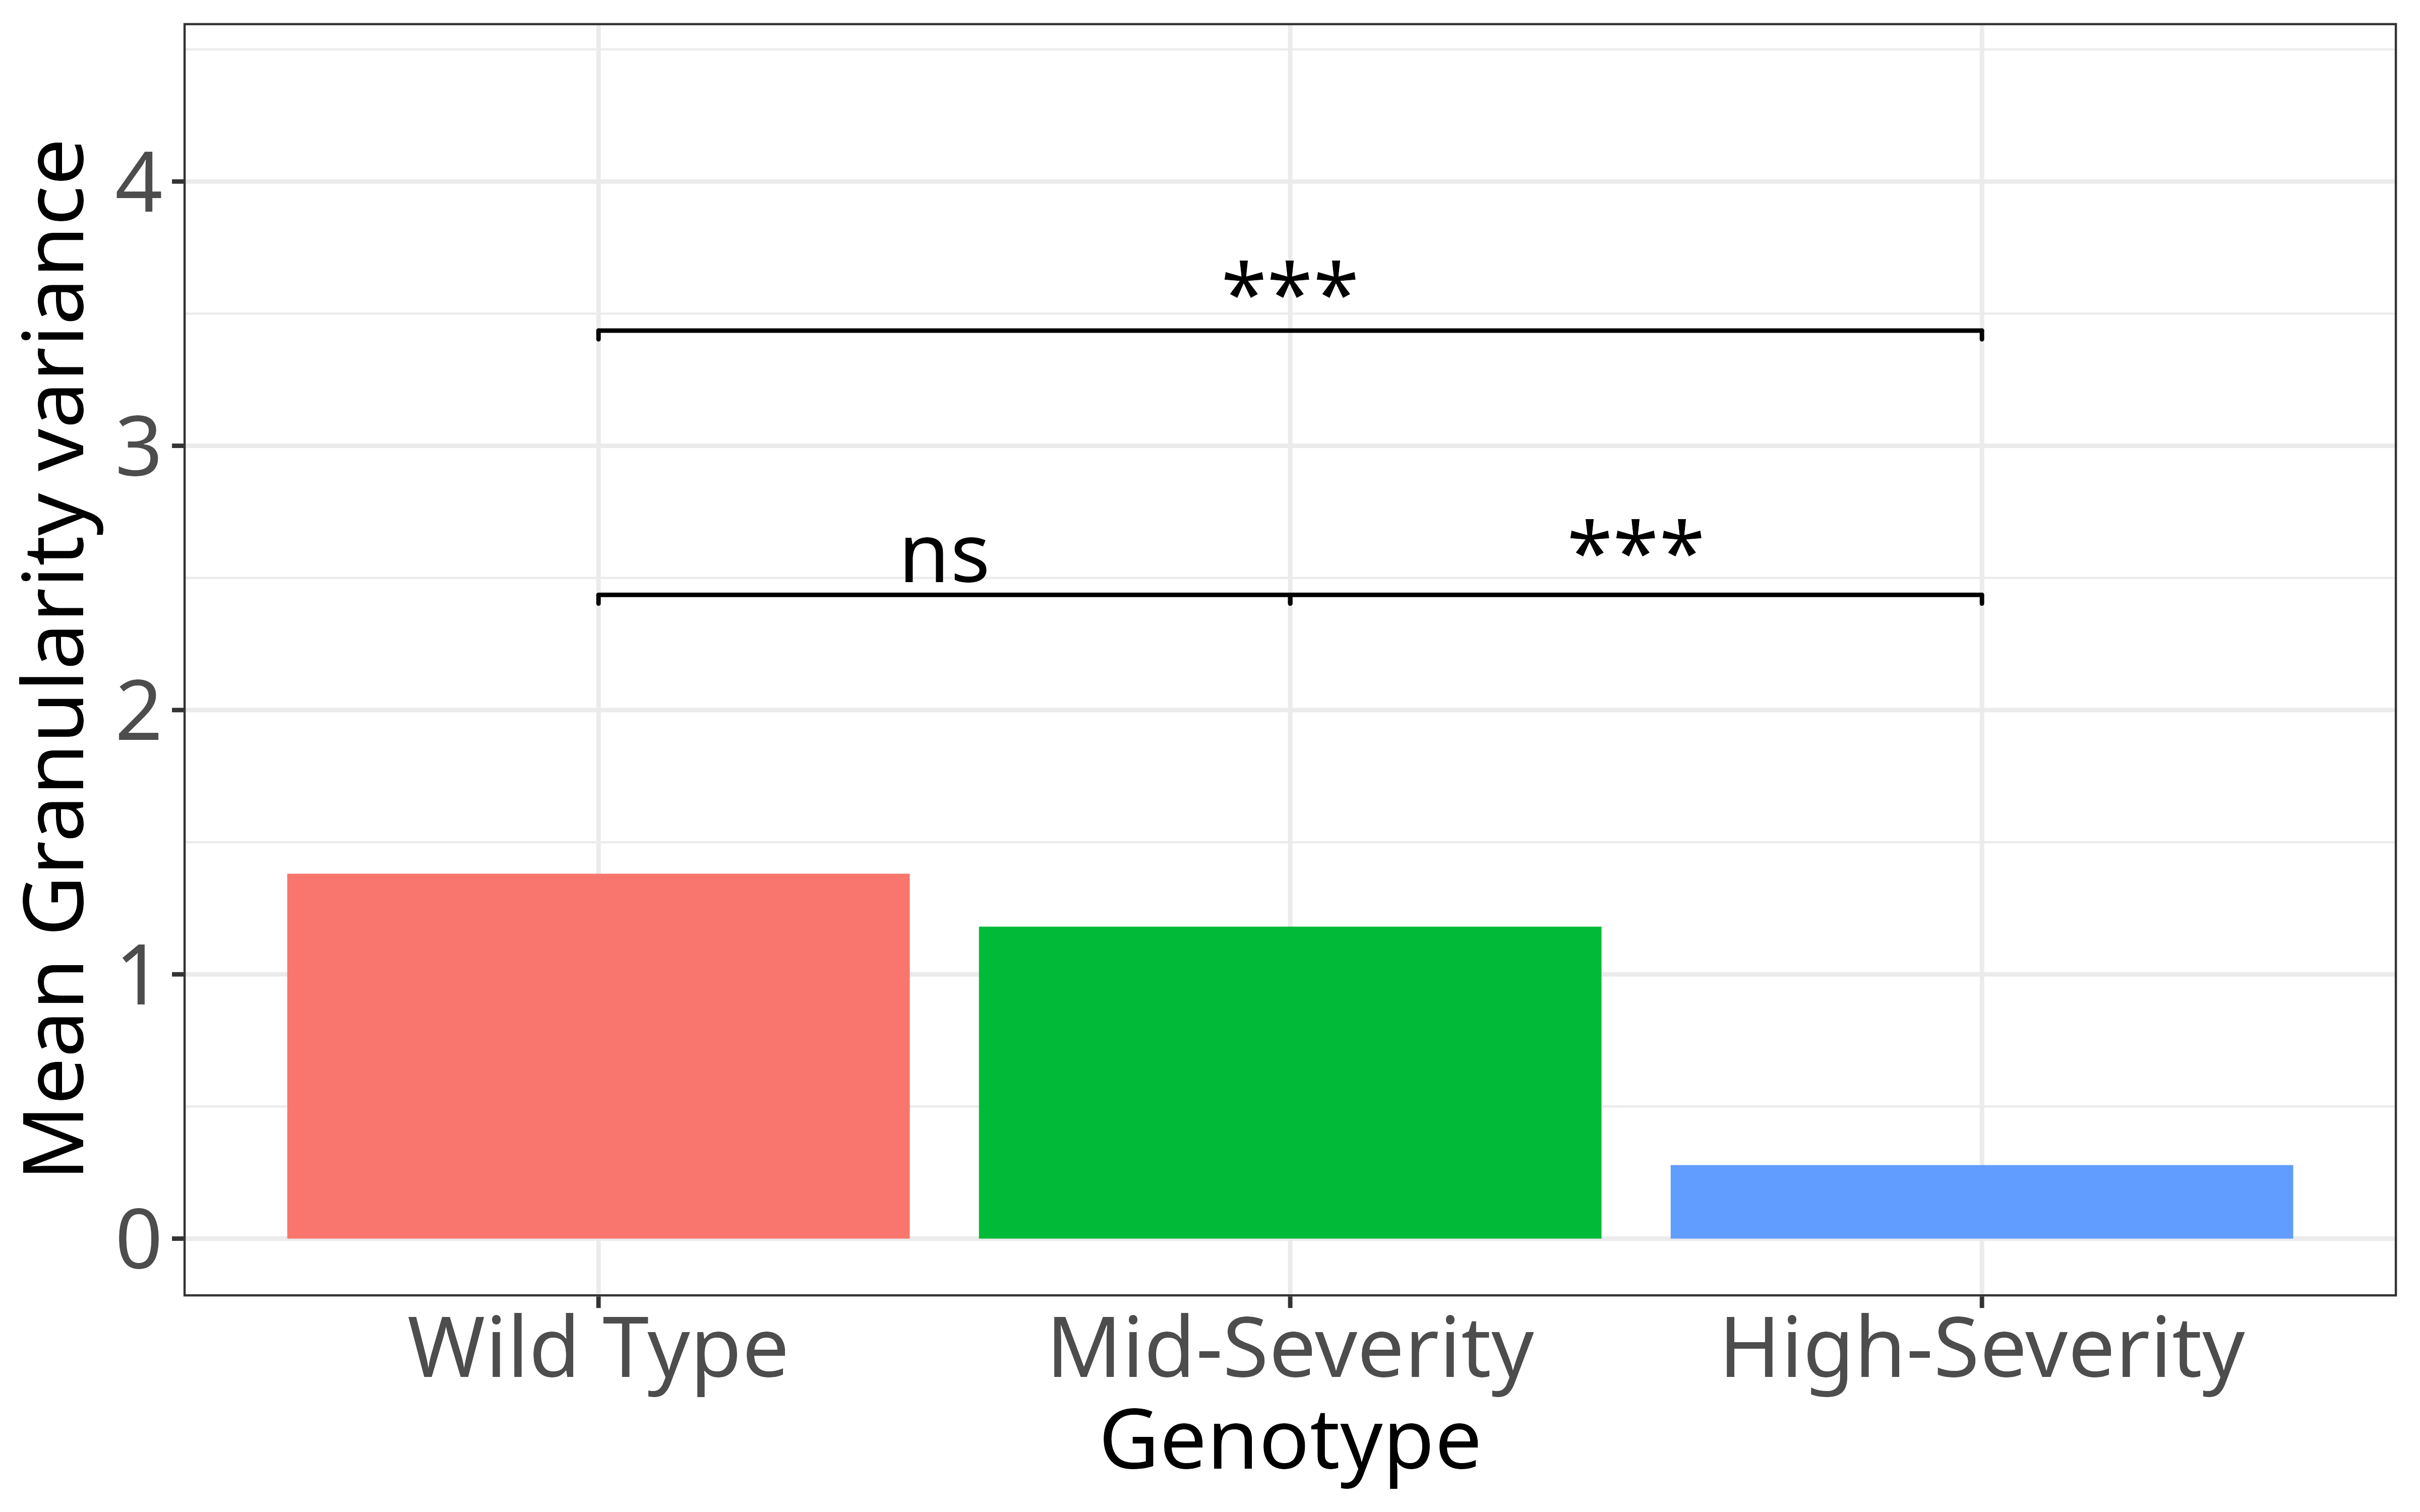 Mean Granularity variance
4
3
2
1
0
***
ns
***
Wild Type
Mid-Severity
High-Severity
Genotype